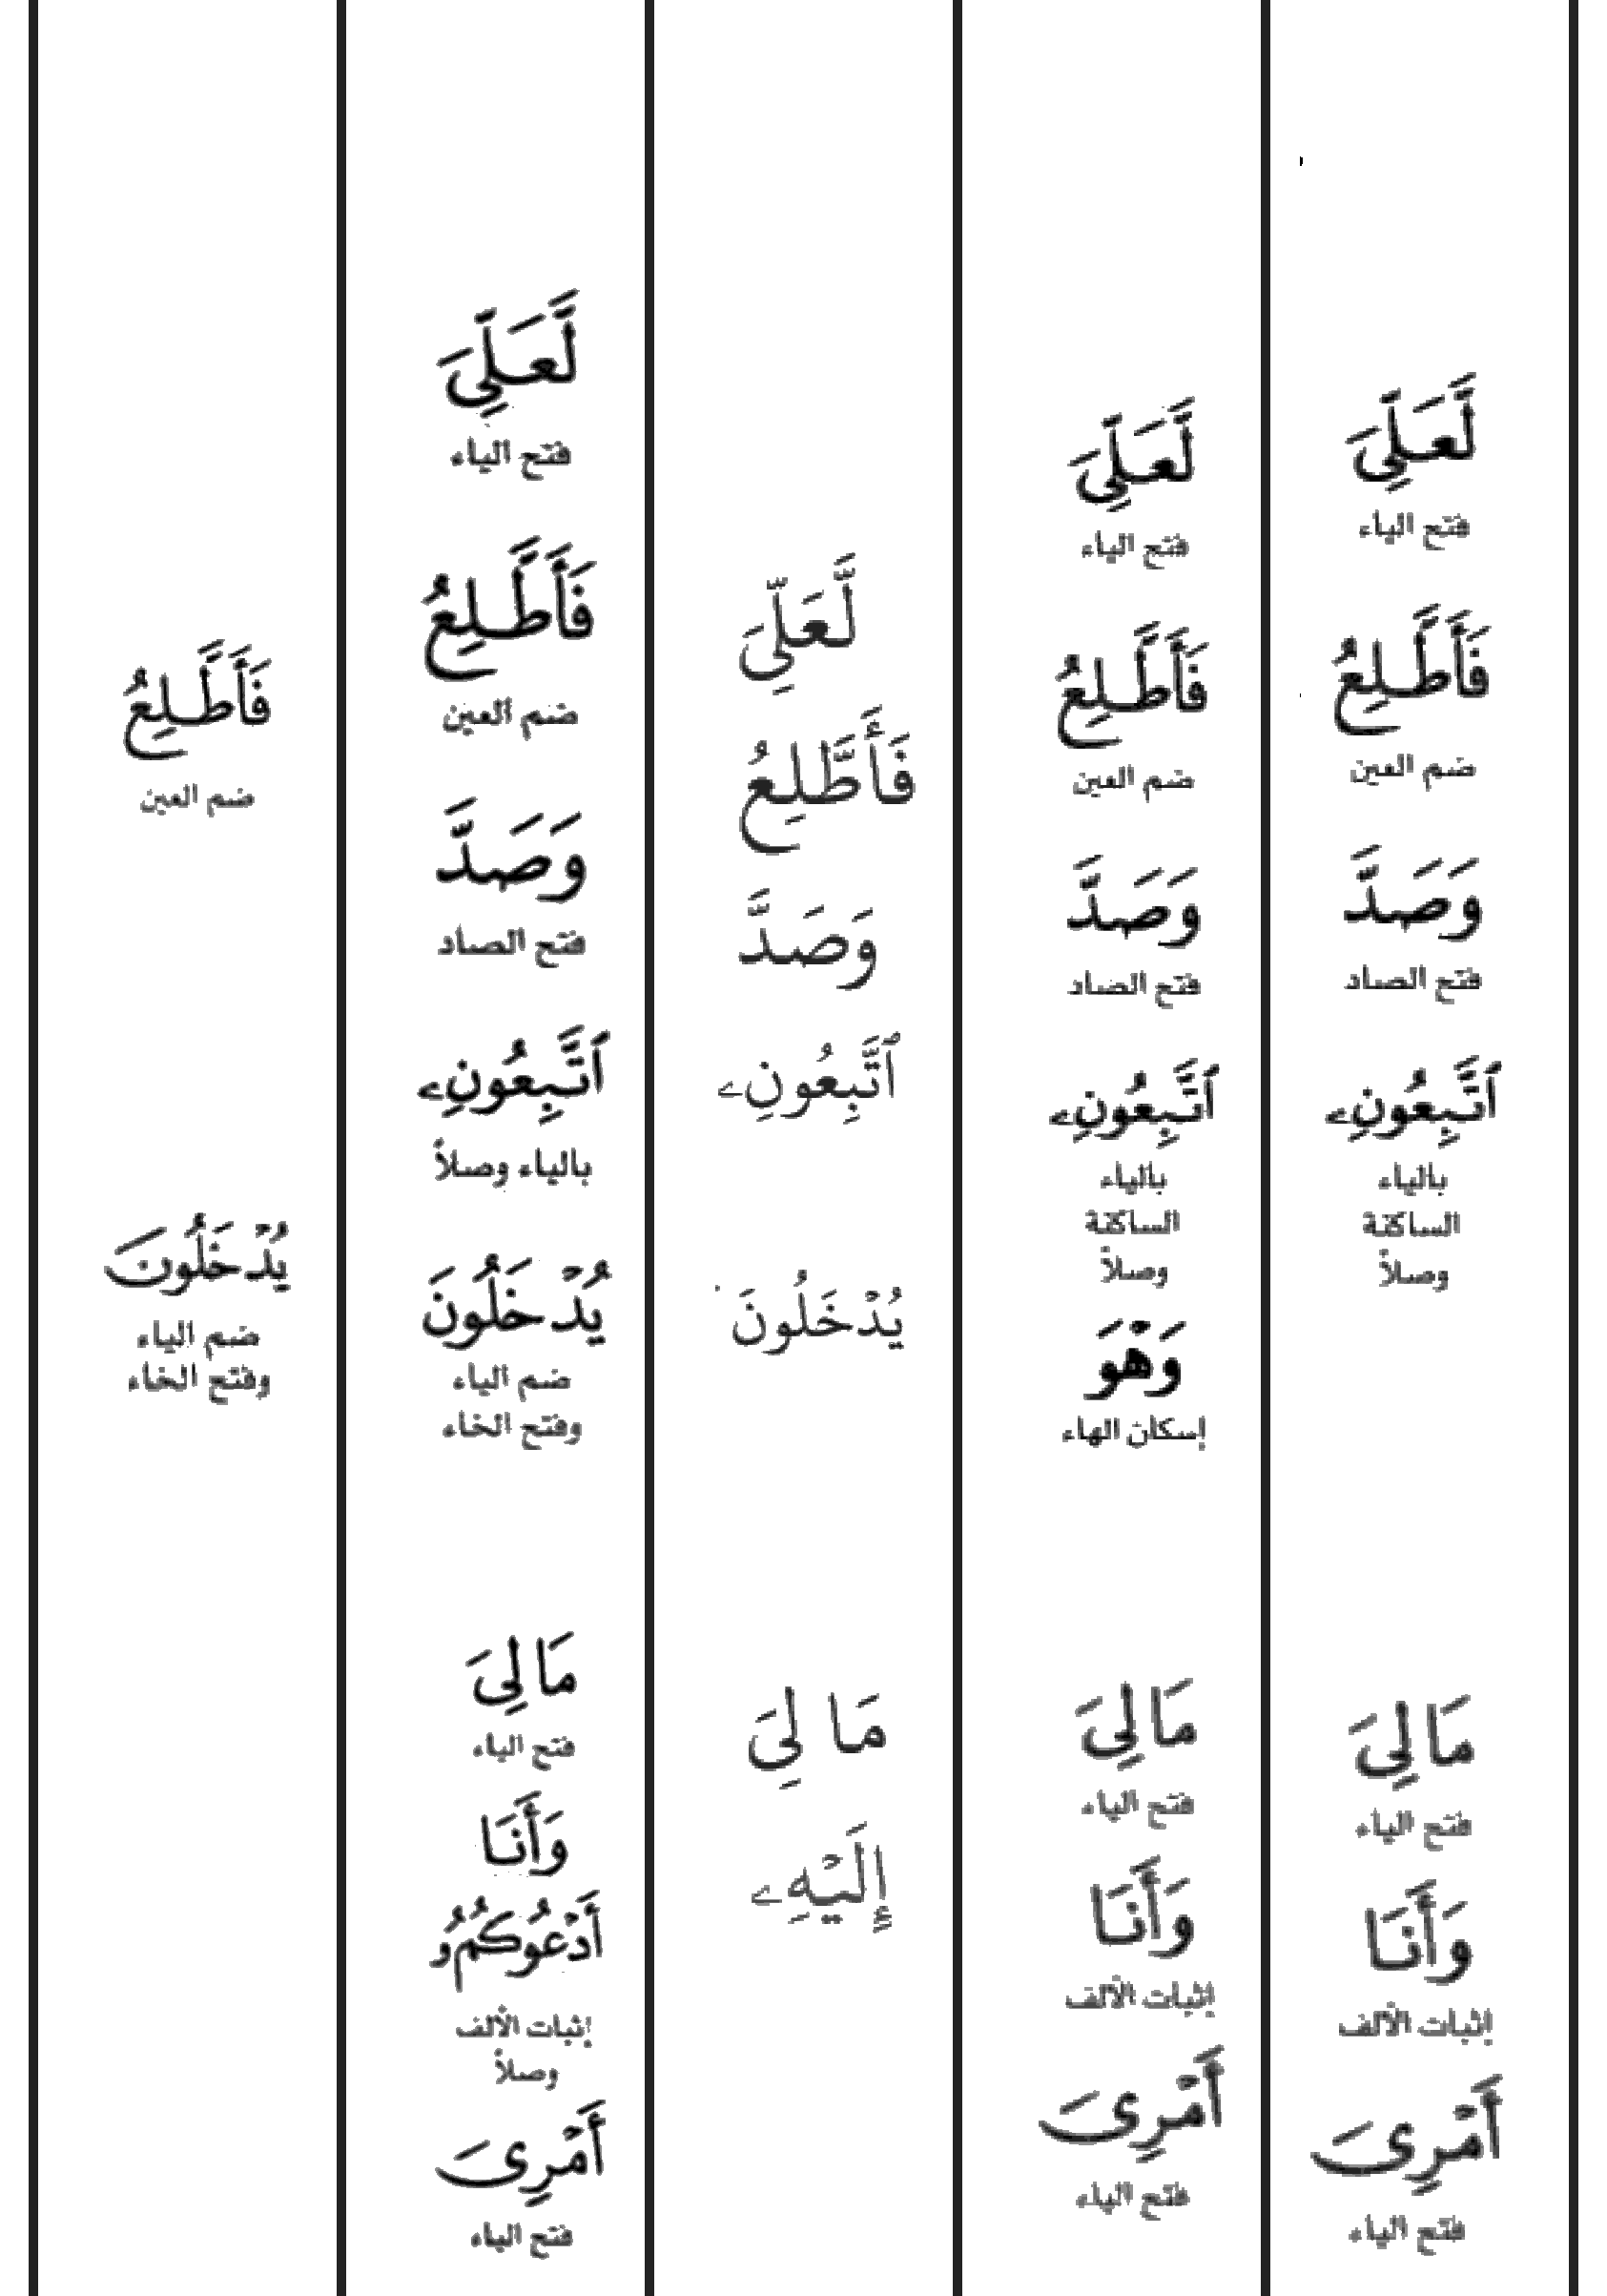 لَّعَلِّىَ
فتح الياء
فَأَطَّلِعُ
ضم العين
وَصَدَّ
فتح الصاد
ٱتَّبِعُونِے
بالياء
الساكنة
وصلاً
مَا لِىَ
فتح الياء
وَأَنَا
إثبات الألف
أَمْرِىَ
فتح الياء
لَّعَلِّىَ
فتح الياء
فَأَطَّلِعُ
ضم العين
وَصَدَّ
فتح الصاد
ٱتَّبِعُونِے
بالياء
الساكنة
وصلاً
وَهْوَ
إسكان الهاء
مَا لِىَ
فتح الياء
وَأَنَا
إثبات الألف
أَمْرِىَ
فتح الياء
لَّعَلِّىَ
فَأَطَّلِعُ
وَصَدَّ
ٱتَّبِعُونِے
يُدْخَلُونَ
مَا لِىَ
إِلَيْهِے
لَّعَلِّىَ
فتح الياء
فَأَطَّلِعُ
ضم العين
وَصَدَّ
فتح الصاد
ٱتَّبِعُونِے
بالياء وصلاً
يُدْخَلُونَ
ضم الياء
وفتح الخاء
مَا لِىَ
فتح الياء
وَأَنَا
أَدْعُوكُمُۥ
إثبات الألف
وصلاً
أَمْرِىَ
فتح الياء
فَأَطَّلِعُ
ضم العين
يُدْخَلُونَ
ضم الياء
وفتح الخاء